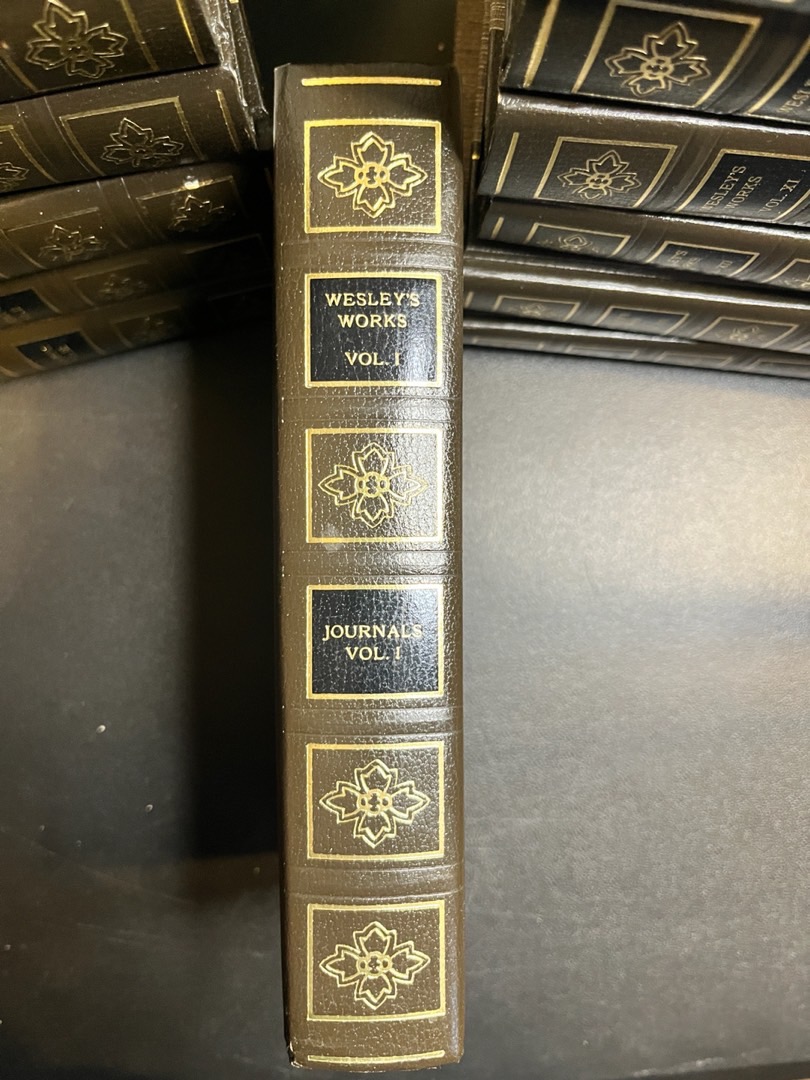 WESLEY'S
WORKS
VOL. I
JOURNALS
VOL. I
WESLEY'S
WORKS
VOL. XI